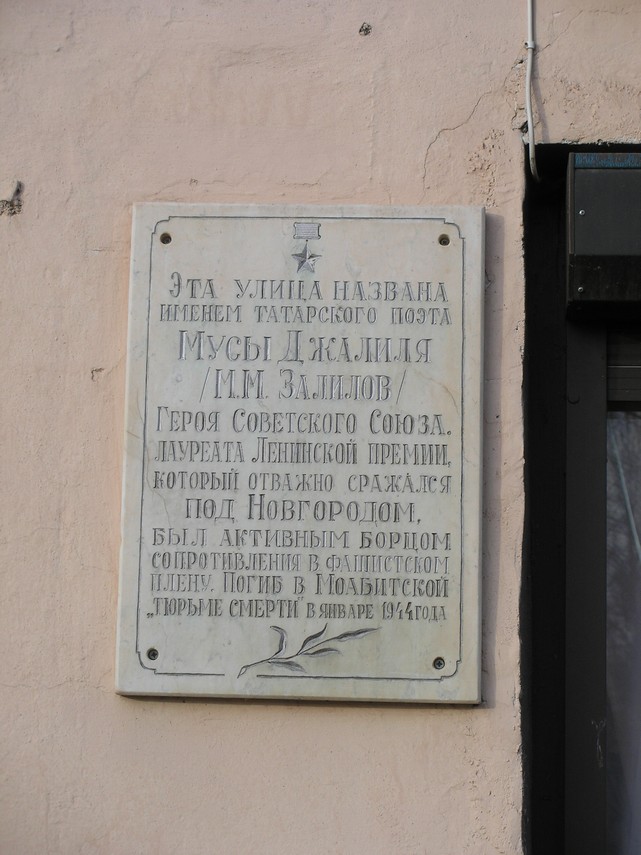 Эта улица названа
именем татарского поэта
Мусы Джалиля
/М.М. Залилов/
Героя Советского Союза.
лауреата Ленинской премии,
который отважно сражался
под Новгородом,
был активным борцом
сопротивления в фашистском
плену. Погиб в Моабитской
„тюрьме смерти" в январе 1944 года